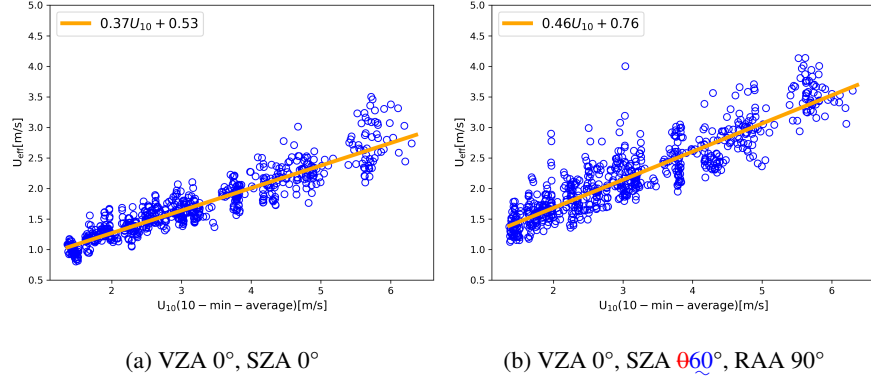 0.37U10 + 0.53
5.0
4.5
4.0
3.5
3.0
2.5
2.0
1.5
1.0
0.5
Ueff[m/s]
2 3 4 5 6
U10(10 − min − average)[m/s]
(a) VZA 0°, SZA 0°
0.46U10 + 0.76
5.0
4.5
4.0
3.5
3.0
2.5
2.0
1.5
1.0
0.5
Ueff[m/s]
2 3 4 5 6
U10(10 − min − average)[m/s]
(b) VZA 0°, SZA 060°, RAA 90°